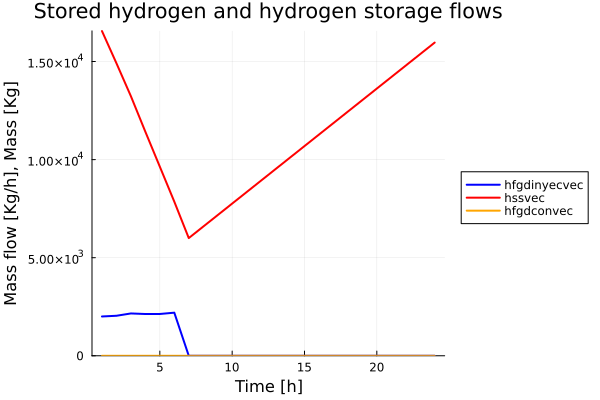 Stored hydrogen and hydrogen storage flows
Mass flow [Kg/h], Mass [Kg]
1.50×10⁴
1.00×10⁴
5.00×10³
0
5
10
15
20
Time [h]
hfgdinyecvec
hssvec
hfgdconvec